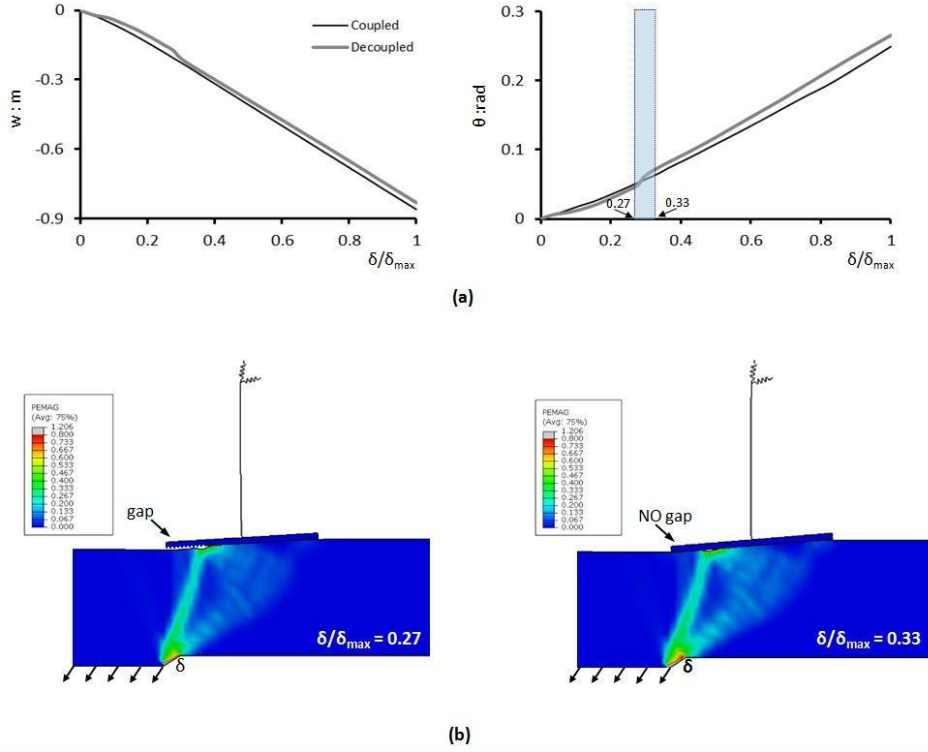 0
-0.3
-0.6
-0.9
w : m
Coupled
Decoupled
0 0.2 0.4 0.6 0.8 1
δ/δmax
0.3
0.2
0.1
0
θ :rad
0.27
0.33
0 0.2 0.4 0.6 0.8 1
δ/δmax
(a)
PEMAG
(Avg: 75%)
1.206
0.800
0.733
0.667
0.600
0.533
0.467
0.400
0.333
0.267
0.200
0.133
0.067
0.000
gap
δ/δmax = 0.27
δ
PEMAG
(Avg: 75%)
1.206
0.800
0.733
0.667
0.600
0.533
0.467
0.400
0.333
0.267
0.200
0.133
0.067
0.000
NO gap
δ/δmax = 0.33
δ
(b)